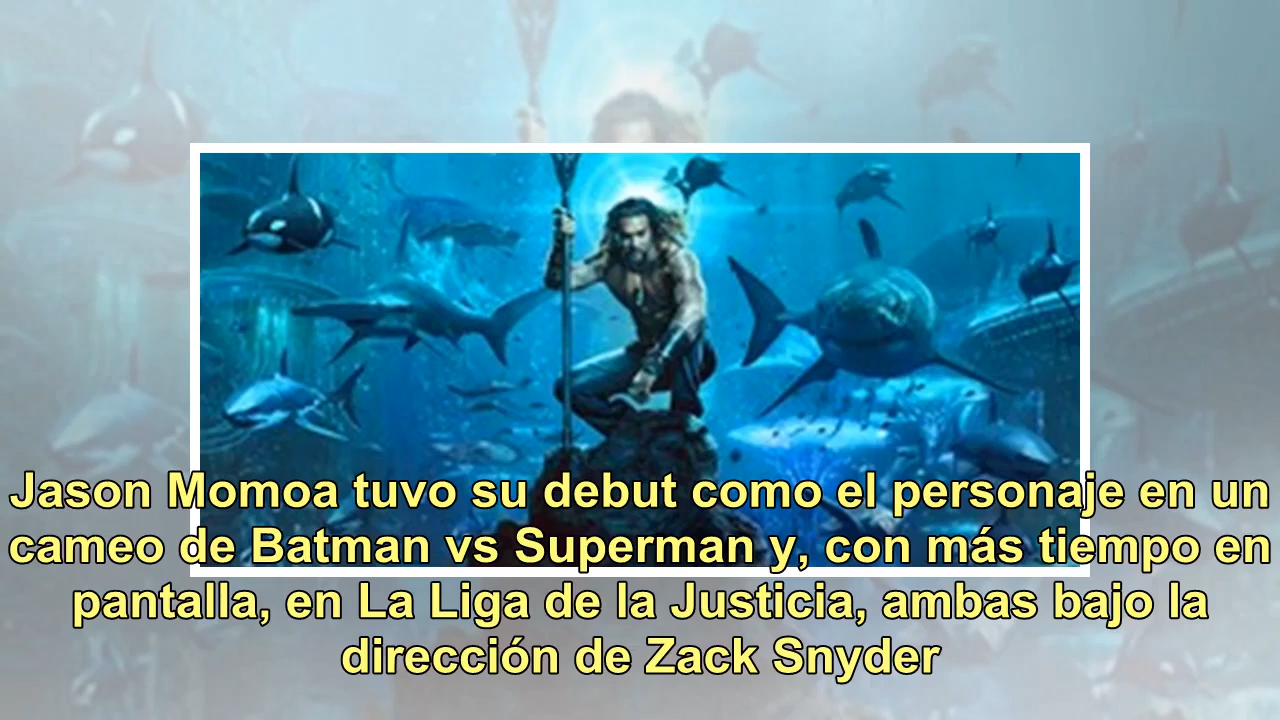 Jason Momoa tuvo su debut como el personaje en un
cameo de Batman vs Superman y, con más tiempo en
pantalla, en La Liga de la Justicia, ambas bajo la
dirección de Zack Snyder